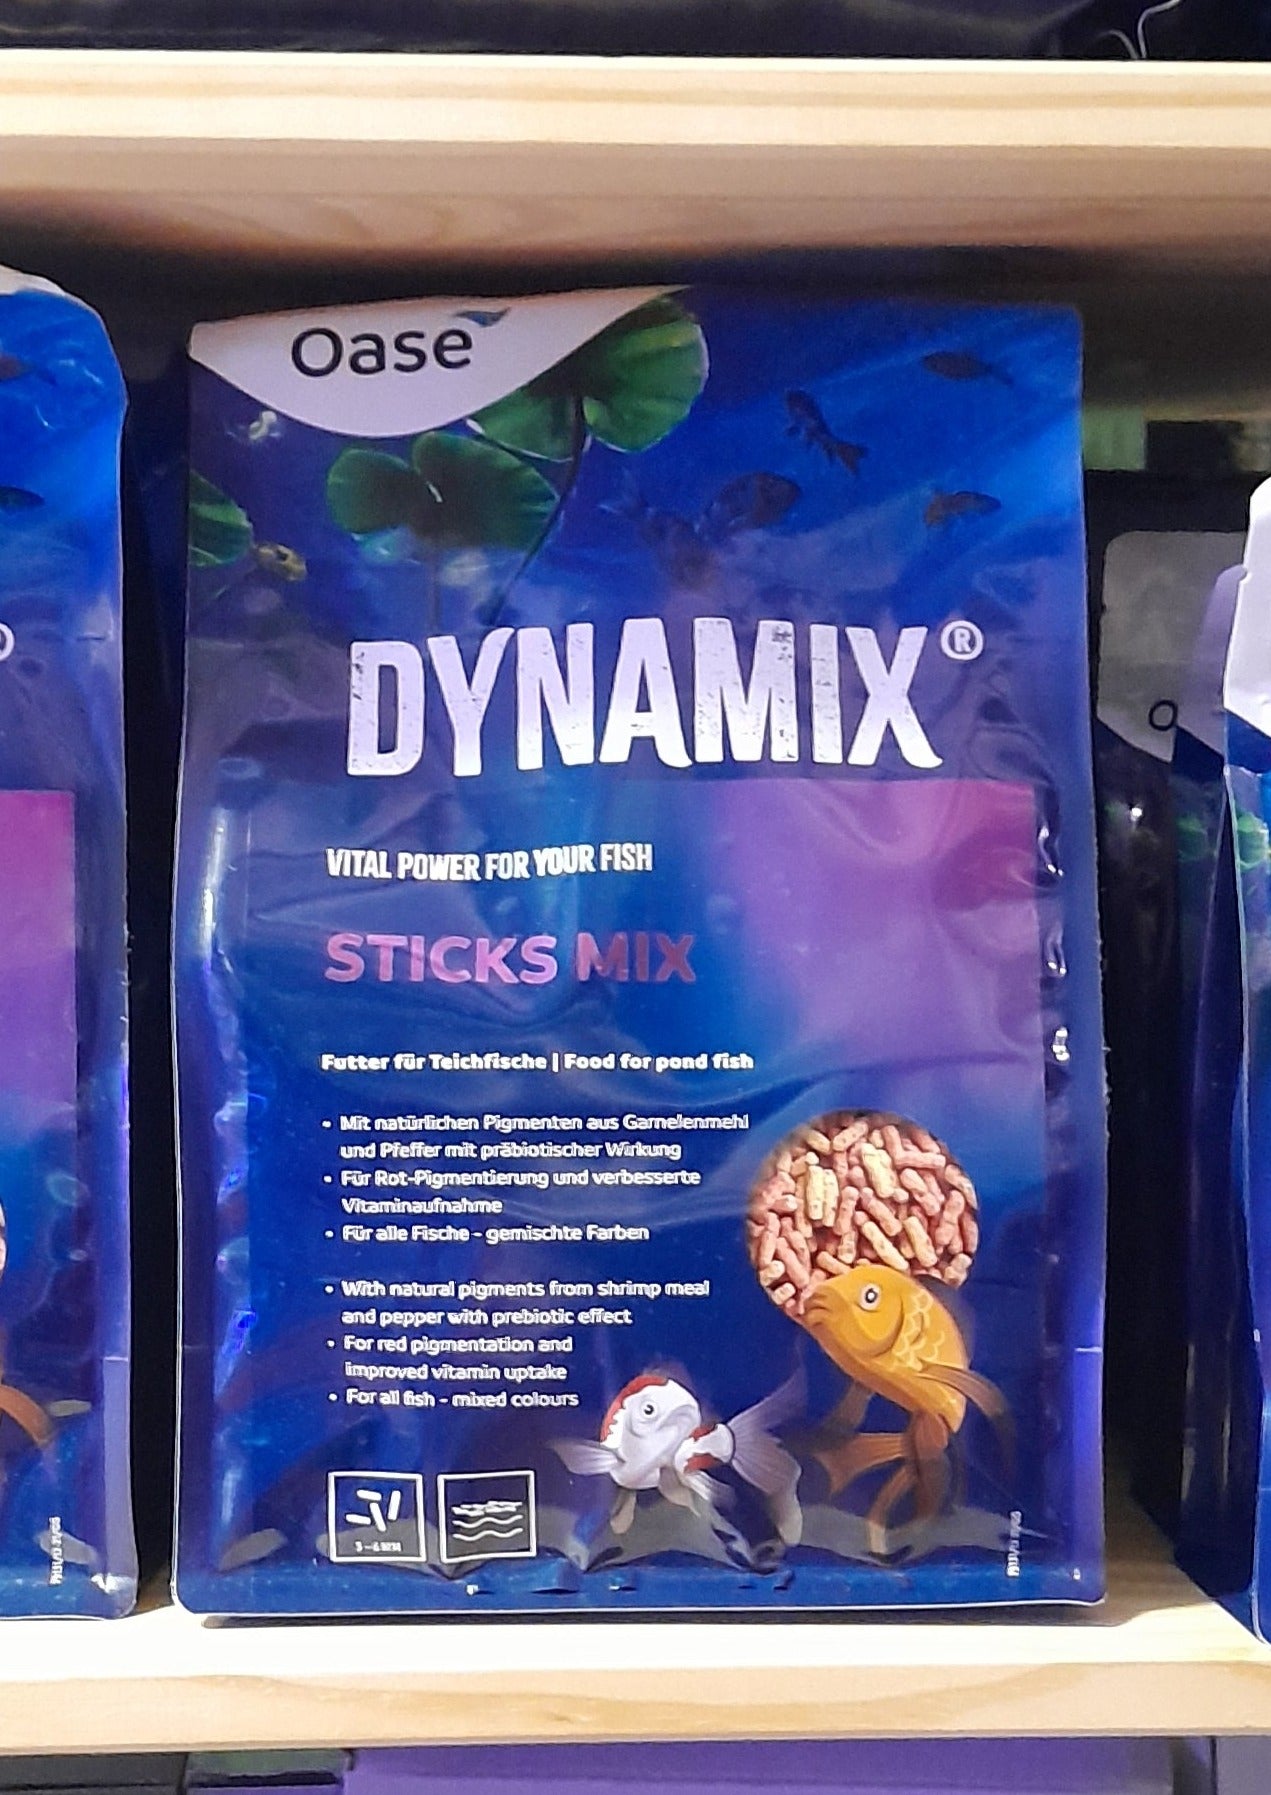 Oase
DYNAMIX®
VITAL POWER FOR YOUR FISH
STICKS MIX
Futter für Teichfische | Food for pond fish
• Mit natürlichen Pigmenten aus Garnelenmehl
und Pfeffer mit präbiotischer Wirkung
• Für Rot-Pigmentierung und verbesserte
Vitaminaufnahme
• Für alle Fische - gemischte Farben
• With natural pigments from shrimp meal
and pepper with prebiotic effect
• For red pigmentation and
improved vitamin uptake
• For all fish - mixed colours